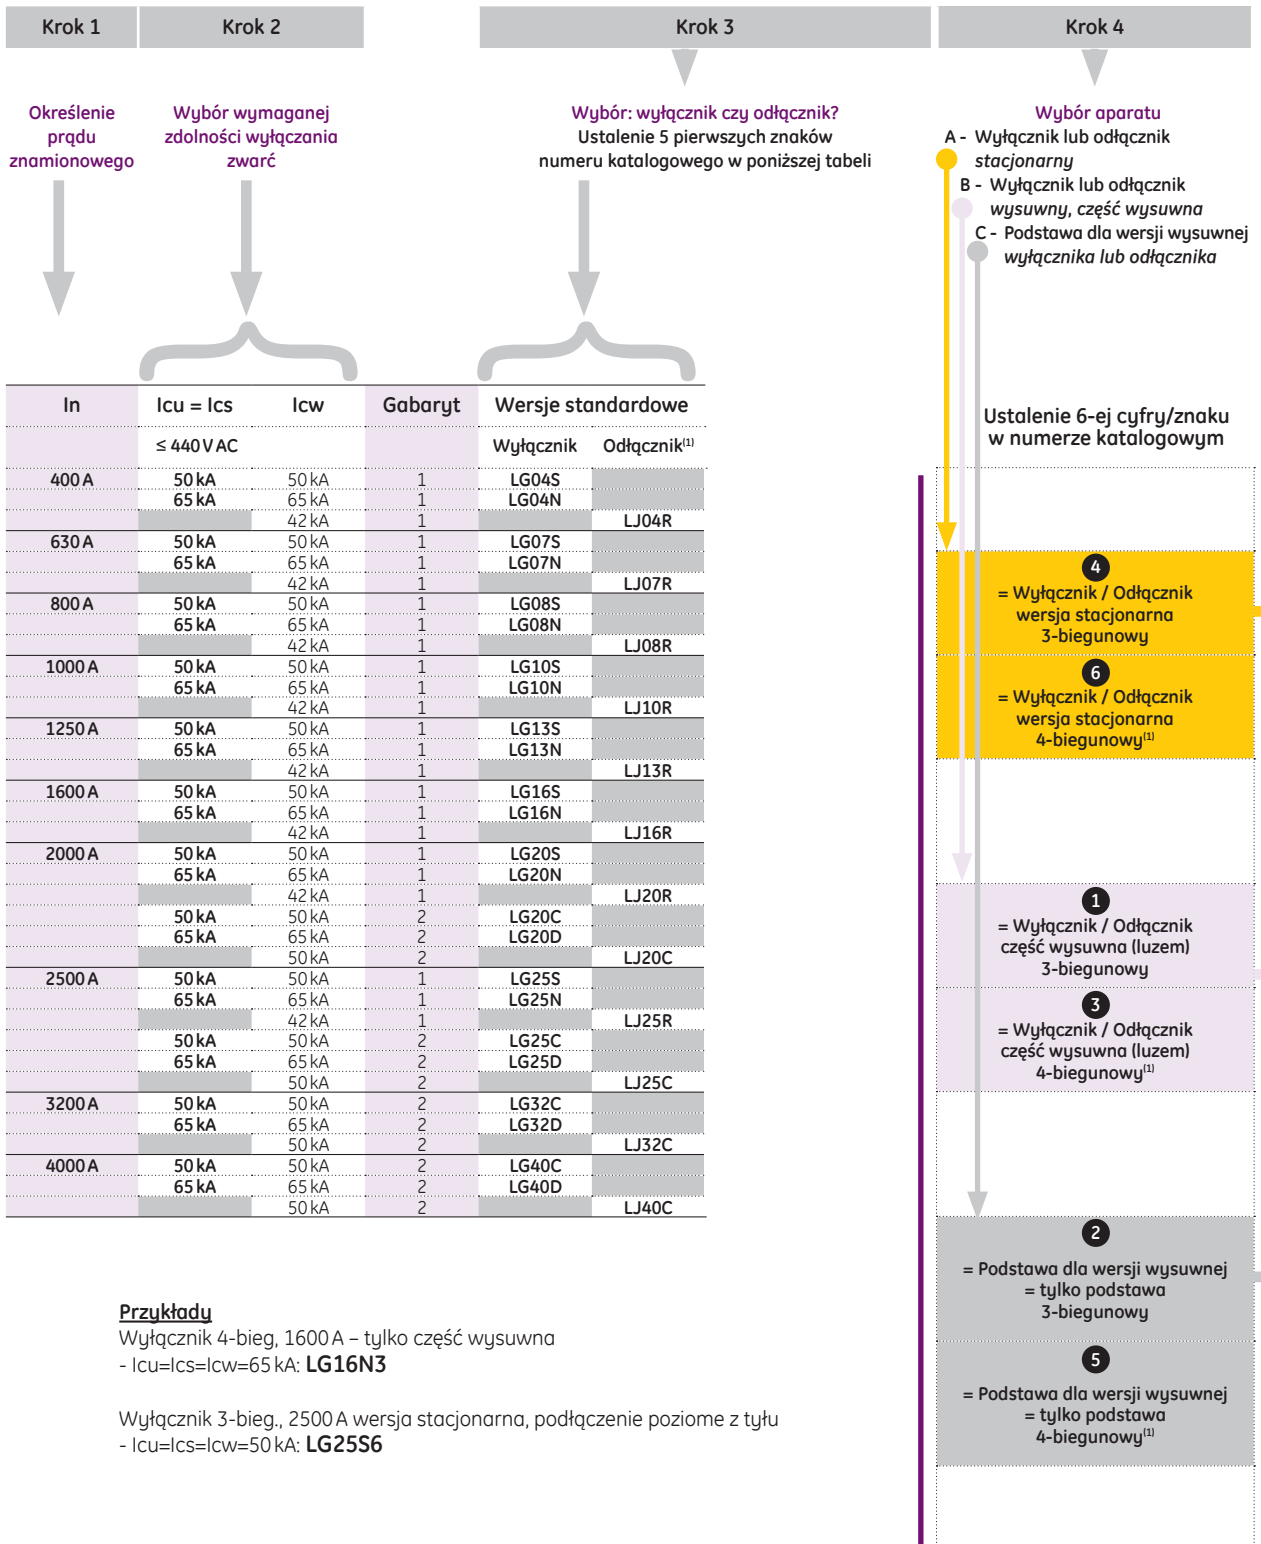 Krok 1
Krok 2
Krok 3
Krok 4
Określenie
prądu
znamionowego
Wybór wymaganej
zdolności wyłączania
zwarć
Wybór: wyłącznik czy odłącznik?
Ustalenie 5 pierwszych znaków
numeru katalogowego w poniższej tabeli
Wybór aparatu
A - Wyłącznik lub odłącznik
stacjonarny
B - Wyłącznik lub odłącznik
wysuwny, część wysuwna
C - Podstawa dla wersji wysuwnej
wyłącznika lub odłącznika
In Icu = Ics Icw Gabaryt Wersje standardowe
≤ 440 V AC Wyłącznik Odłącznik(1)
400 A 50 kA 50 kA 1 LG04S
65 kA 65 kA 1 LG04N
42 kA 1 LJ04R
630 A 50 kA 50 kA 1 LG07S
65 kA 65 kA 1 LG07N
42 kA 1 LJ07R
800 A 50 kA 50 kA 1 LG08S
65 kA 65 kA 1 LG08N
42 kA 1 LJ08R
1000 A 50 kA 50 kA 1 LG10S
65 kA 65 kA 1 LG10N
42 kA 1 LJ10R
1250 A 50 kA 50 kA 1 LG13S
65 kA 65 kA 1 LG13N
42 kA 1 LJ13R
1600 A 50 kA 50 kA 1 LG16S
65 kA 65 kA 1 LG16N
42 kA 1 LJ16R
2000 A 50 kA 50 kA 1 LG20S
65 kA 65 kA 1 LG20N
42 kA 1 LJ20R
50 kA 50 kA 2 LG20C
65 kA 65 kA 2 LG20D
50 kA 2 LJ20C
2500 A 50 kA 50 kA 1 LG25S
65 kA 65 kA 1 LG25N
42 kA 1 LJ25R
50 kA 50 kA 2 LG25C
65 kA 65 kA 2 LG25D
50 kA 2 LJ25C
3200 A 50 kA 50 kA 2 LG32C
65 kA 65 kA 2 LG32D
50 kA 2 LJ32C
4000 A 50 kA 50 kA 2 LG40C
65 kA 65 kA 2 LG40D
50 kA 2 LJ40C
Ustalenie 6-ej cyfry/znaku
w numerze katalogowym
4
= Wyłącznik / Odłącznik
wersja stacjonarna
3-biegunowy
6
= Wyłącznik / Odłącznik
wersja stacjonarna
4-biegunowy(1)
1
= Wyłącznik / Odłącznik
część wysuwna (luzem)
3-biegunowy
3
= Wyłącznik / Odłącznik
część wysuwna (luzem)
4-biegunowy(1)
2
= Podstawa dla wersji wysuwnej
= tylko podstawa
3-biegunowy
5
= Podstawa dla wersji wysuwnej
= tylko podstawa
4-biegunowy(1)
Przykłady
Wyłącznik 4-bieg, 1600 A – tylko część wysuwna
- Icu=Ics=Icw=65 kA: LG16N3
Wyłącznik 3-bieg., 2500 A wersja stacjonarna, podłączenie poziome z tyłu
- Icu=Ics=Icw=50 kA: LG25S6